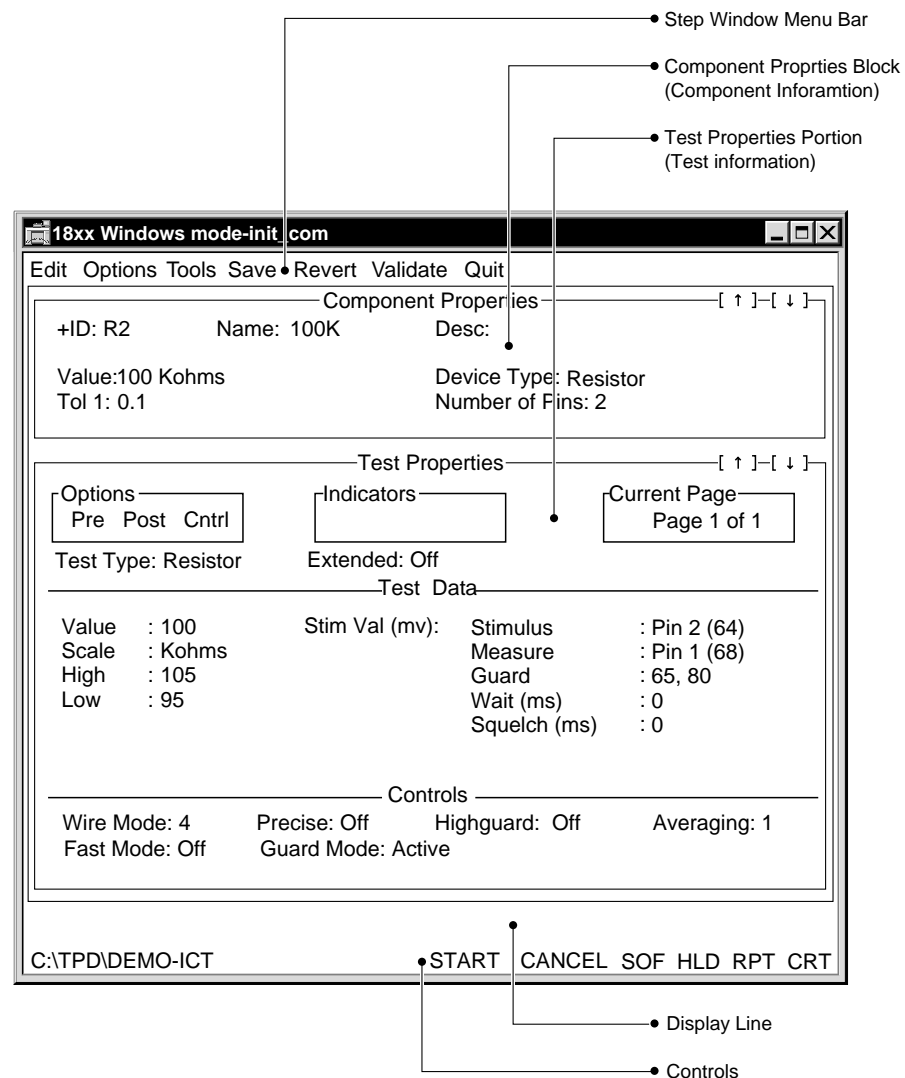 Step Window Menu Bar
Component Proprties Block
(Component Inforamtion)
Test Properties Portion
(Test information)
18xx Windows mode-init_com
Edit Options Tools Save Revert Validate Quit
Component Properties [ ↑ ]–[ ↓ ]
+ID: R2 Name: 100K Desc:
Value:100 Kohms Device Type: Resistor
Tol 1: 0.1 Number of Pins: 2
Test Properties [ ↑ ]–[ ↓ ]
Options Indicators Current Page
Pre Post Cntrl Page 1 of 1
Test Type: Resistor Extended: Off
Test Data
Value : 100 Stim Val (mv): Stimulus : Pin 2 (64)
Scale : Kohms Measure : Pin 1 (68)
High : 105 Guard : 65, 80
Low : 95 Wait (ms) : 0
Squelch (ms) : 0
Controls
Wire Mode: 4 Precise: Off Highguard: Off Averaging: 1
Fast Mode: Off Guard Mode: Active
C:\TPD\DEMO-ICT START CANCEL SOF HLD RPT CRT
Display Line
Controls